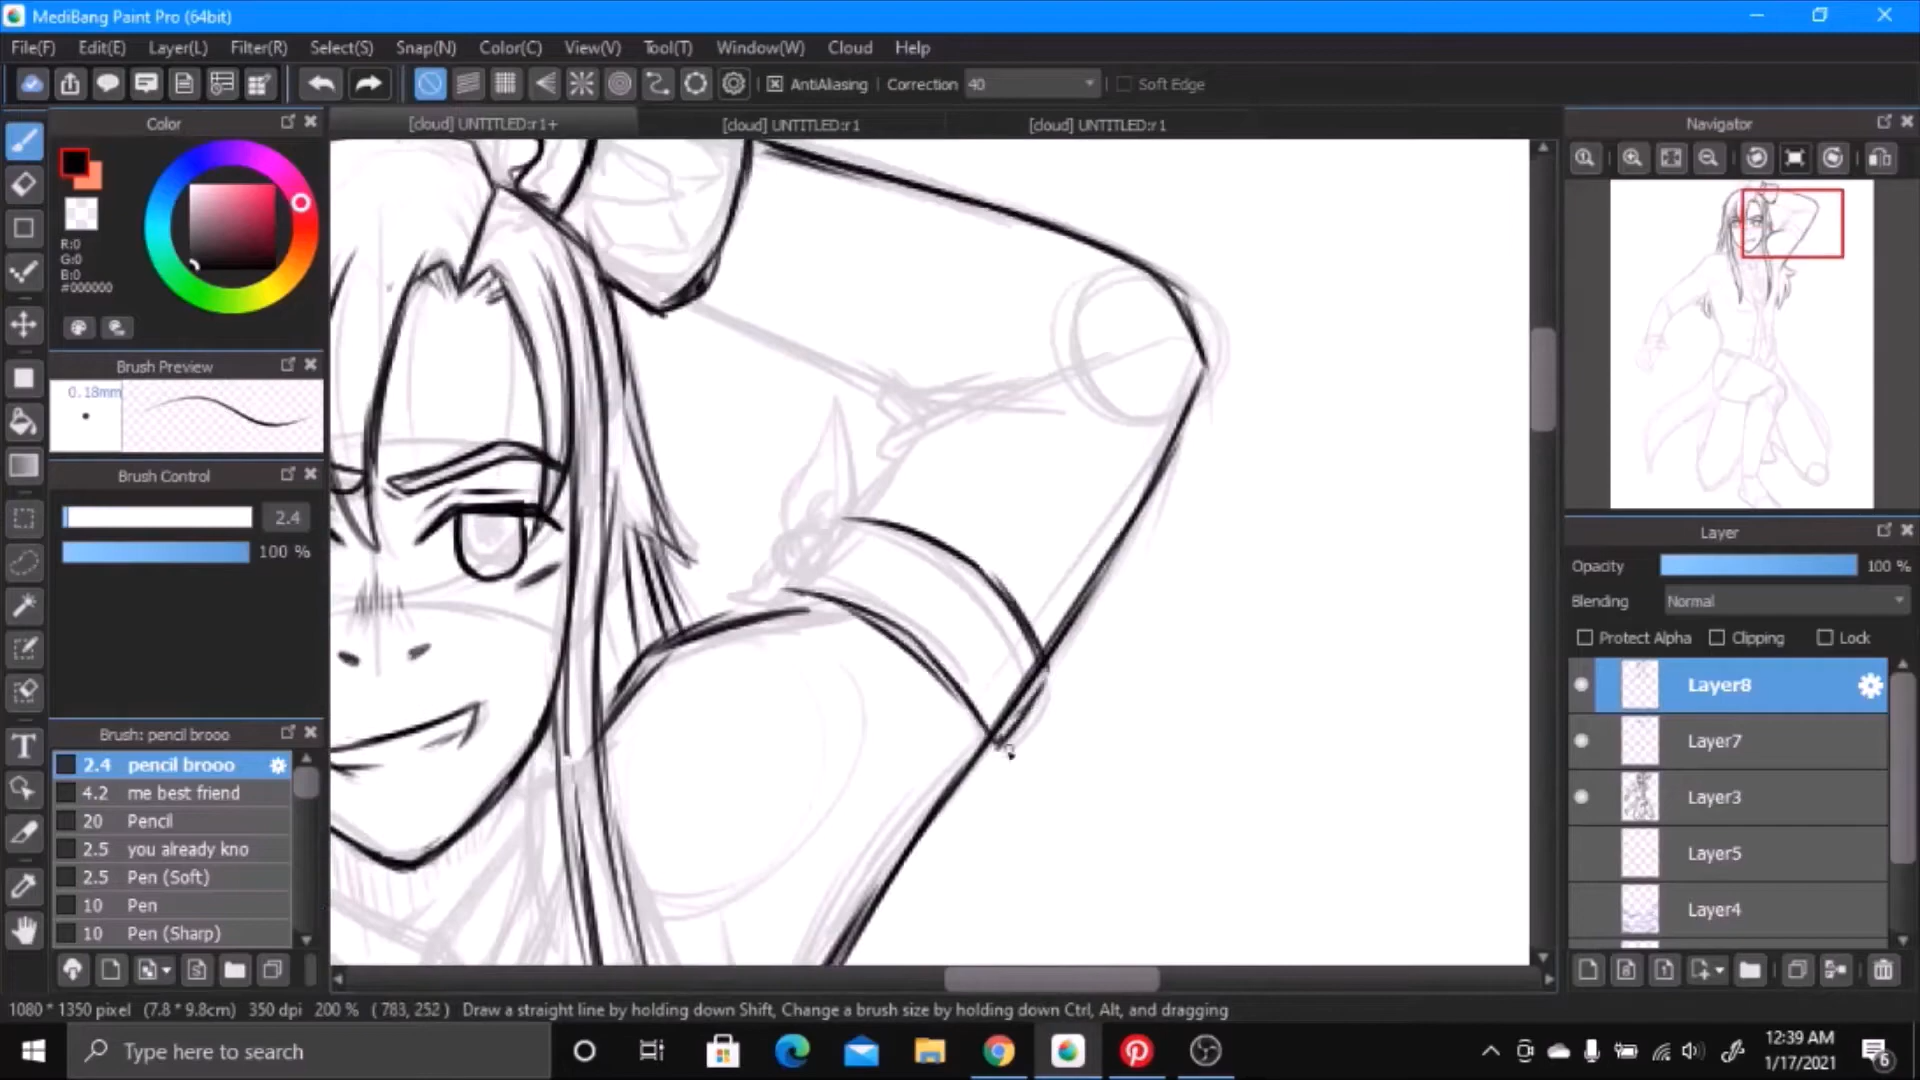 MediBang Paint Pro (64bit)
File(F) Edit(E) Layer(L) Filter(R) Select(S) Snap(N) Color(C) View(V) Tool(T) Window(W) Cloud Help
AntiAliasing Correction 40 Soft Edge
Color
[cloud] UNTITLED:r1+ [cloud] UNTITLED:r1 [cloud] UNTITLED:r1
Navigator
R:0
G:0
B:0
#000000
Brush Preview
0.18mm
Brush Control
2.4
100 %
Brush: pencil brooo
2.4 pencil brooo
4.2 me best friend
20 Pencil
2.5 you already kno
2.5 Pen (Soft)
10 Pen
10 Pen (Sharp)
Layer
Opacity 100 %
Blending Normal
Protect Alpha Clipping Lock
Layer8
Layer7
Layer3
Layer5
Layer4
1080 * 1350 pixel (7.8 * 9.8cm) 350 dpi 200 % ( 783, 252 ) Draw a straight line by holding down Shift, Change a brush size by holding down Ctrl, Alt, and dragging
Type here to search
12:39 AM
1/17/2021
6